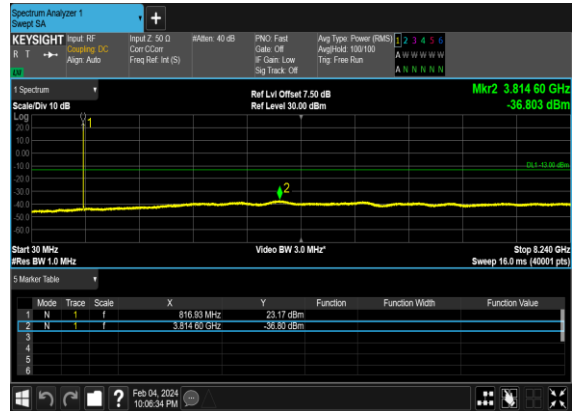 Spectrum Analyzer 1
Swept SA
+
KEYSIGHT Input: RF Input Z: 50 Ω #Atten: 40 dB PNO: Fast Avg Type: Power (RMS) 1 2 3 4 5 6
R T Coupling: DC Corr CCorr Gate: Off Avg|Hold: 100/100 A W W W W W
Align: Auto Freq Ref: Int (S) IF Gain: Low Trig: Free Run
LW Sig Track: Off A N N N N N
1 Spectrum Ref Lvl Offset 7.50 dB Mkr2 3.814 60 GHz
Scale/Div 10 dB Ref Level 30.00 dBm -36.803 dBm
Log
20.0 1
10.0
0.00
-10.0 DL1 -13.00 dBm
-20.0
-30.0 2
-40.0
-50.0
-60.0
Start 30 MHz Video BW 3.0 MHz* Stop 8.240 GHz
#Res BW 1.0 MHz Sweep 16.0 ms (40001 pts)
5 Marker Table
Mode Trace Scale X Y Function Function Width Function Value
1 N 1 f 816.93 MHz 23.17 dBm
2 N 1 f 3.814 60 GHz -36.80 dBm
3
4
5
6
? Feb 04, 2024
10:06:34 PM